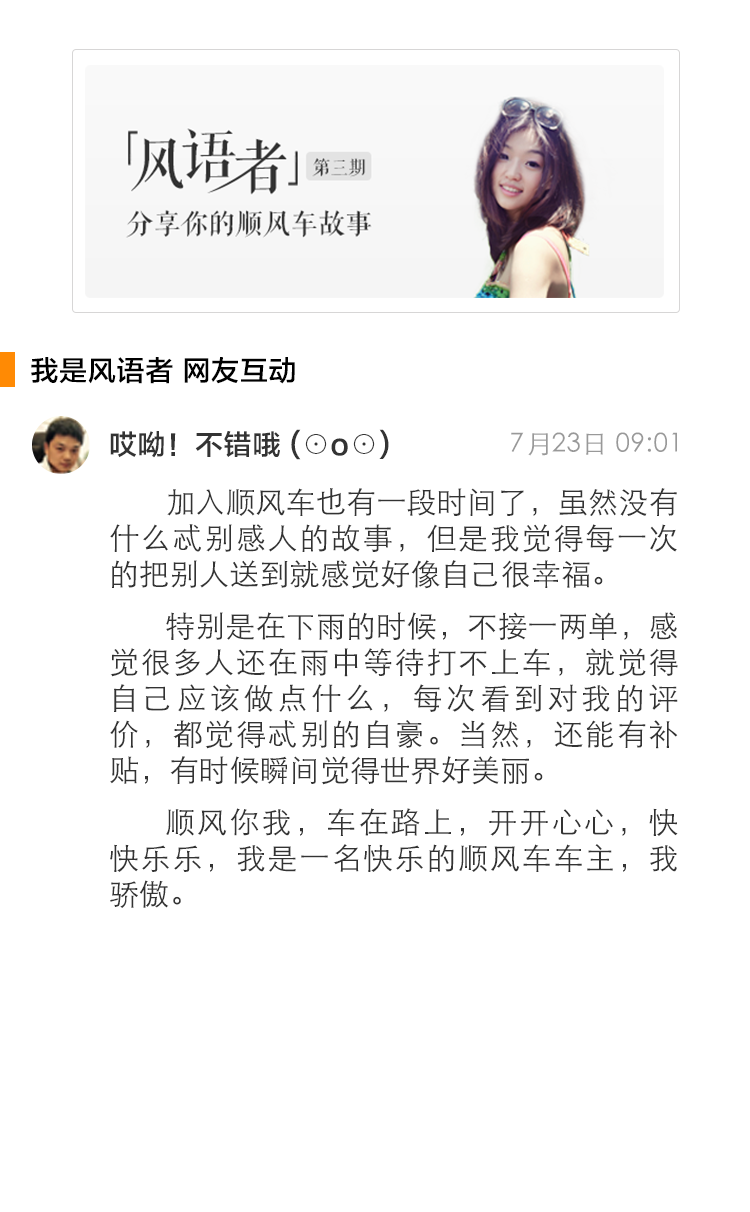 「风语者」第三期
分享你的顺风车故事
我是风语者 网友互动
哎呦！不错哦 (⊙o⊙) 7月23日 09:01
加入顺风车也有一段时间了，虽然没有
什么忒别感人的故事，但是我觉得每一次
的把别人送到就感觉好像自己很幸福。
特别是在下雨的时候，不接一两单，感
觉很多人还在雨中等待打不上车，就觉得
自己应该做点什么，每次看到对我的评
价，都觉得忒别的自豪。当然，还能有补
贴，有时候瞬间觉得世界好美丽。
顺风你我，车在路上，开开心心，快
快乐乐，我是一名快乐的顺风车车主，我
骄傲。